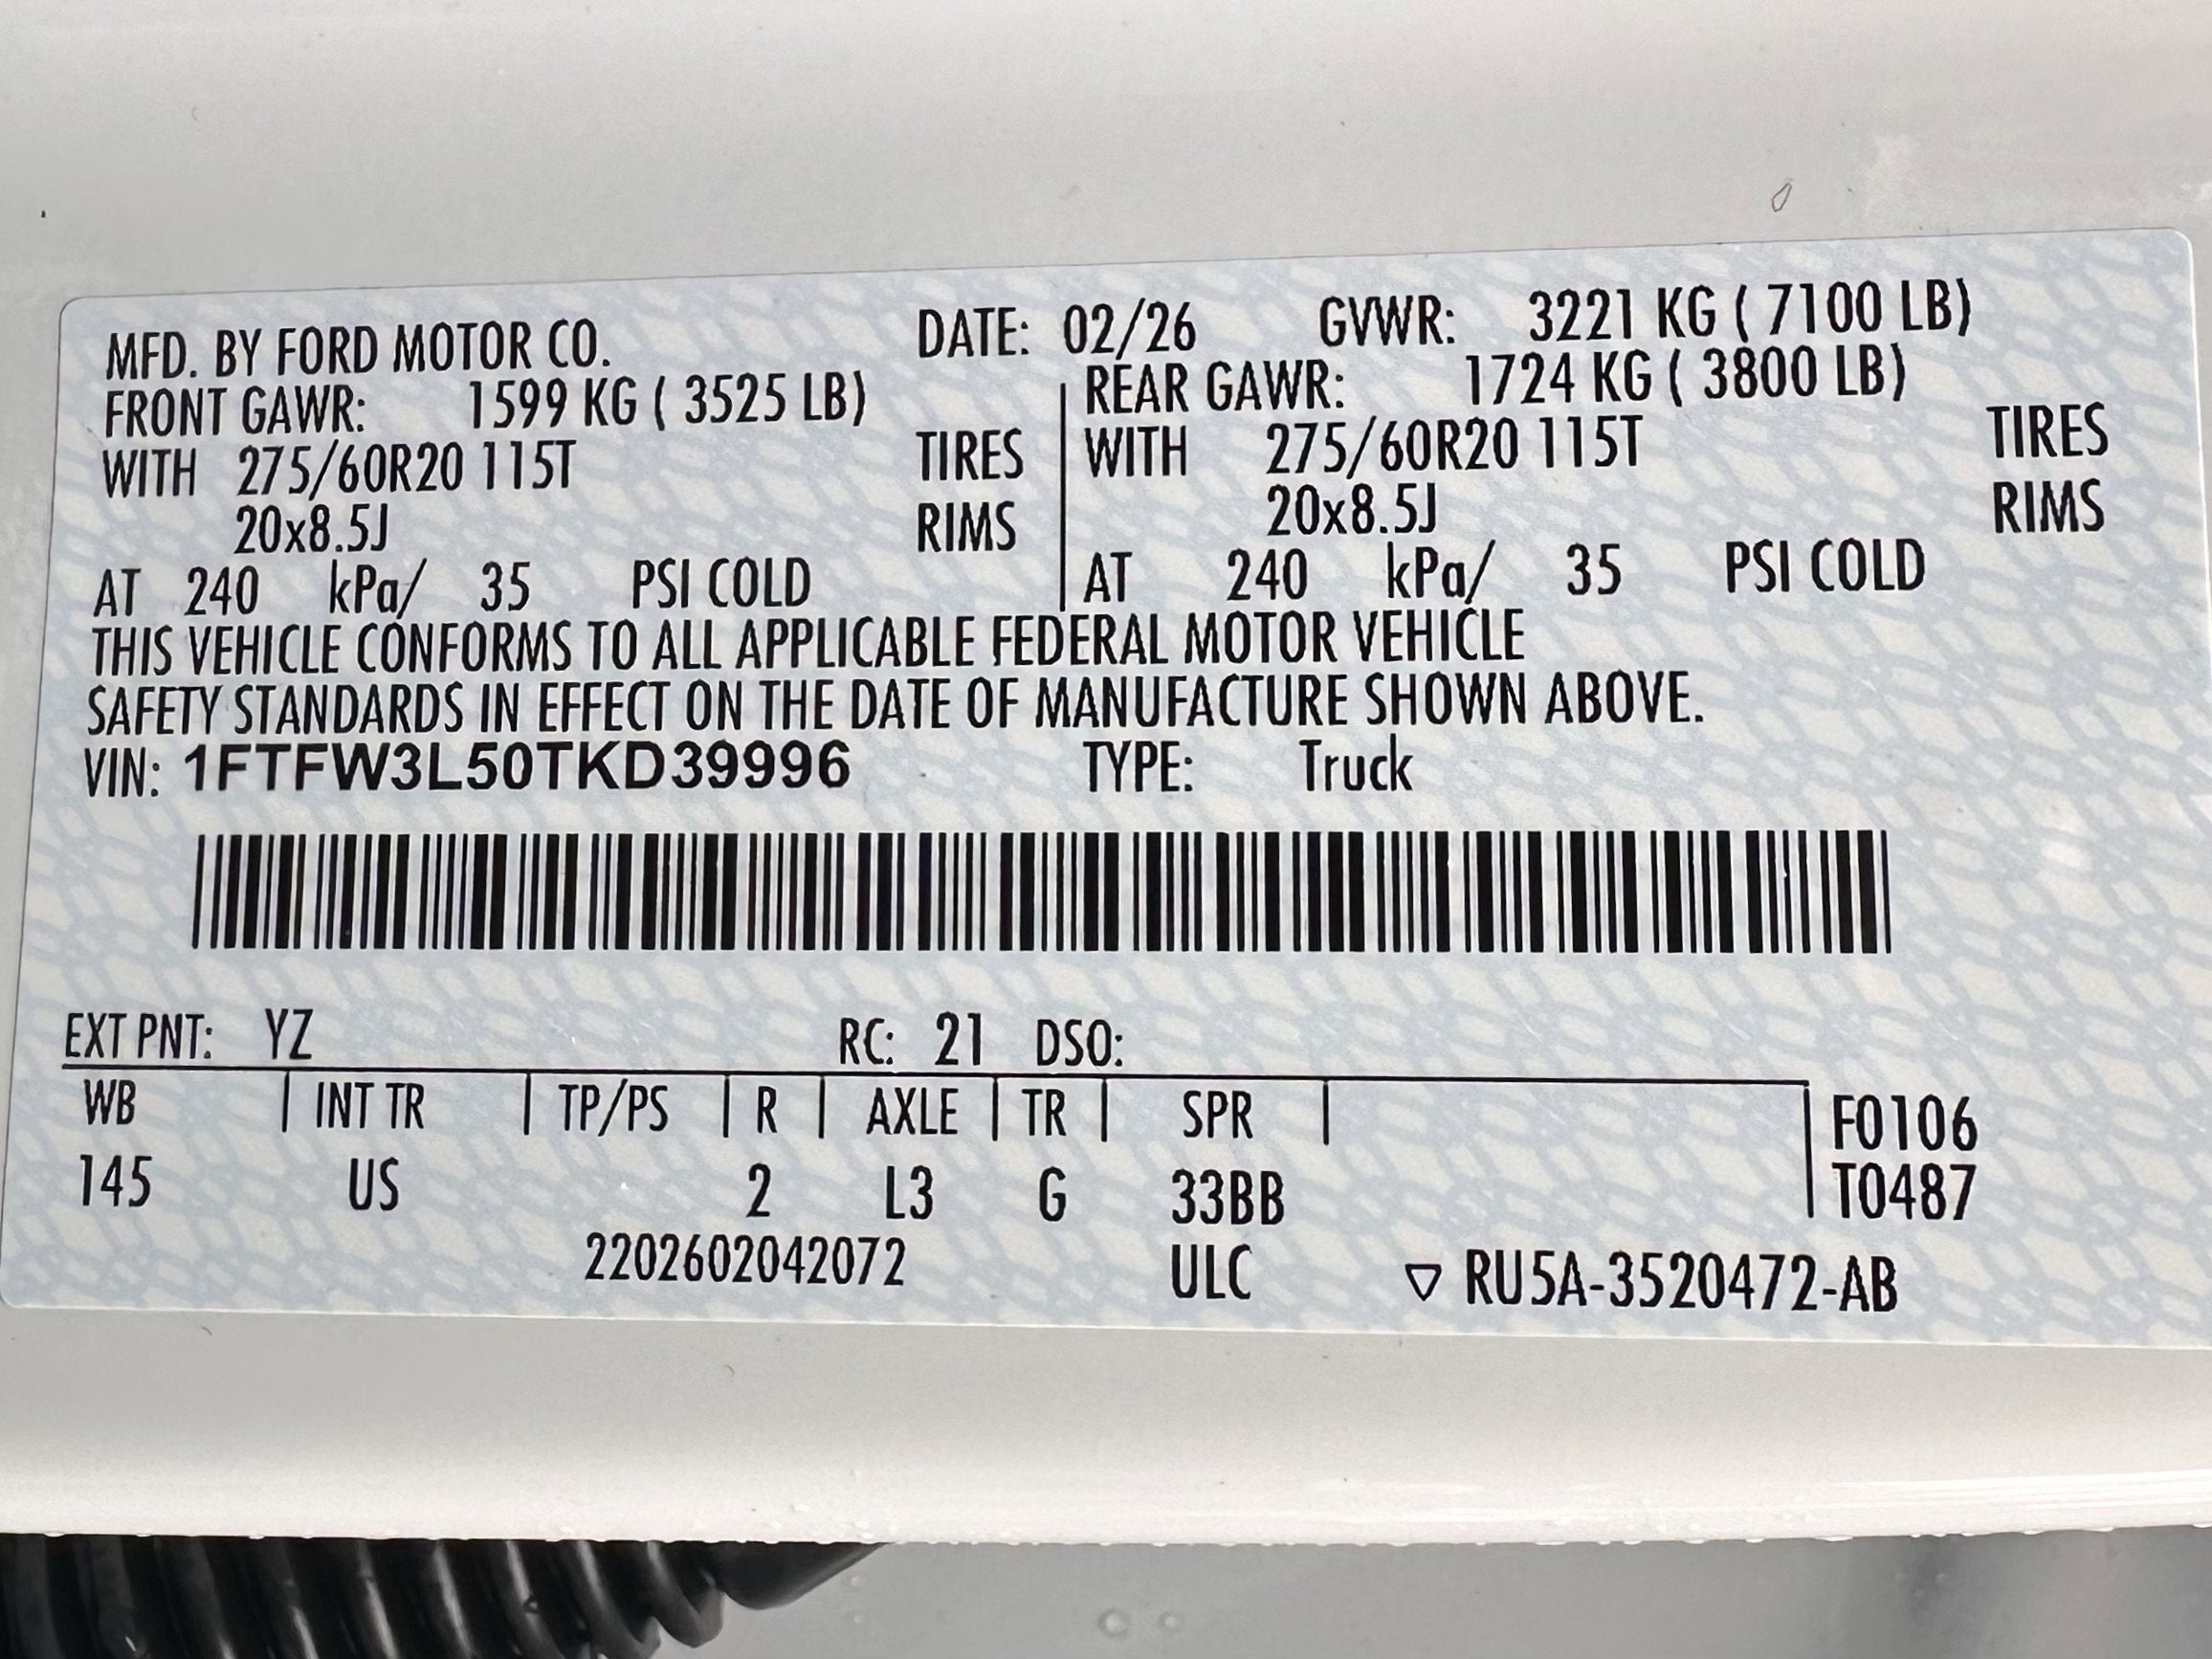 MFD. BY FORD MOTOR CO. DATE: 02/26 GVWR: 3221 KG ( 7100 LB)
FRONT GAWR: 1599 KG ( 3525 LB) REAR GAWR: 1724 KG ( 3800 LB)
WITH 275/60R20 115T TIRES WITH 275/60R20 115T TIRES
20x8.5J RIMS 20x8.5J RIMS
AT 240 kPa/ 35 PSI COLD AT 240 kPa/ 35 PSI COLD
THIS VEHICLE CONFORMS TO ALL APPLICABLE FEDERAL MOTOR VEHICLE
SAFETY STANDARDS IN EFFECT ON THE DATE OF MANUFACTURE SHOWN ABOVE.
VIN: 1FTFW3L50TKD39996 TYPE: Truck
EXT PNT: YZ RC: 21 DSO:
WB INT TR TP/PS R AXLE TR SPR F0106
145 US 2 L3 G 33BB T0487
2202602042072 ULC ▽ RU5A-3520472-AB